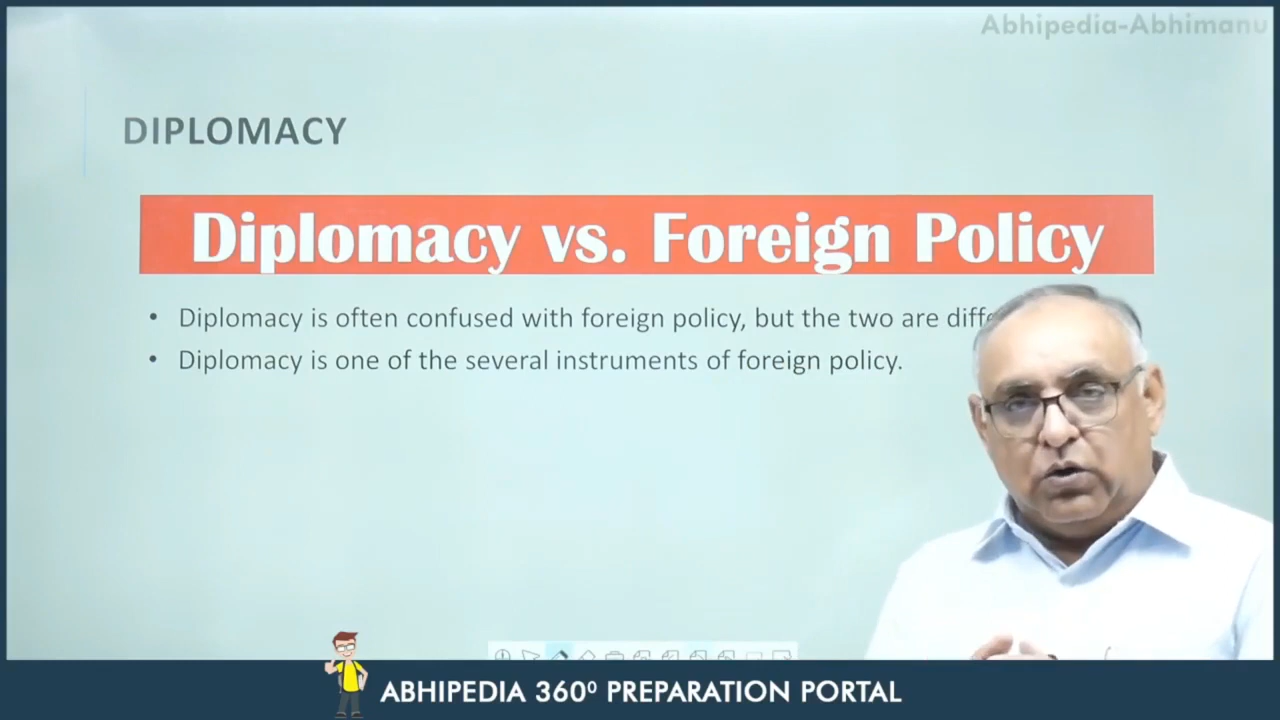 Abhipedia-Abhimanu
DIPLOMACY
Diplomacy vs. Foreign Policy
• Diplomacy is often confused with foreign policy, but the two are
• Diplomacy is one of the several instruments of foreign policy.
ABHIPEDIA 360⁰ PREPARATION PORTAL